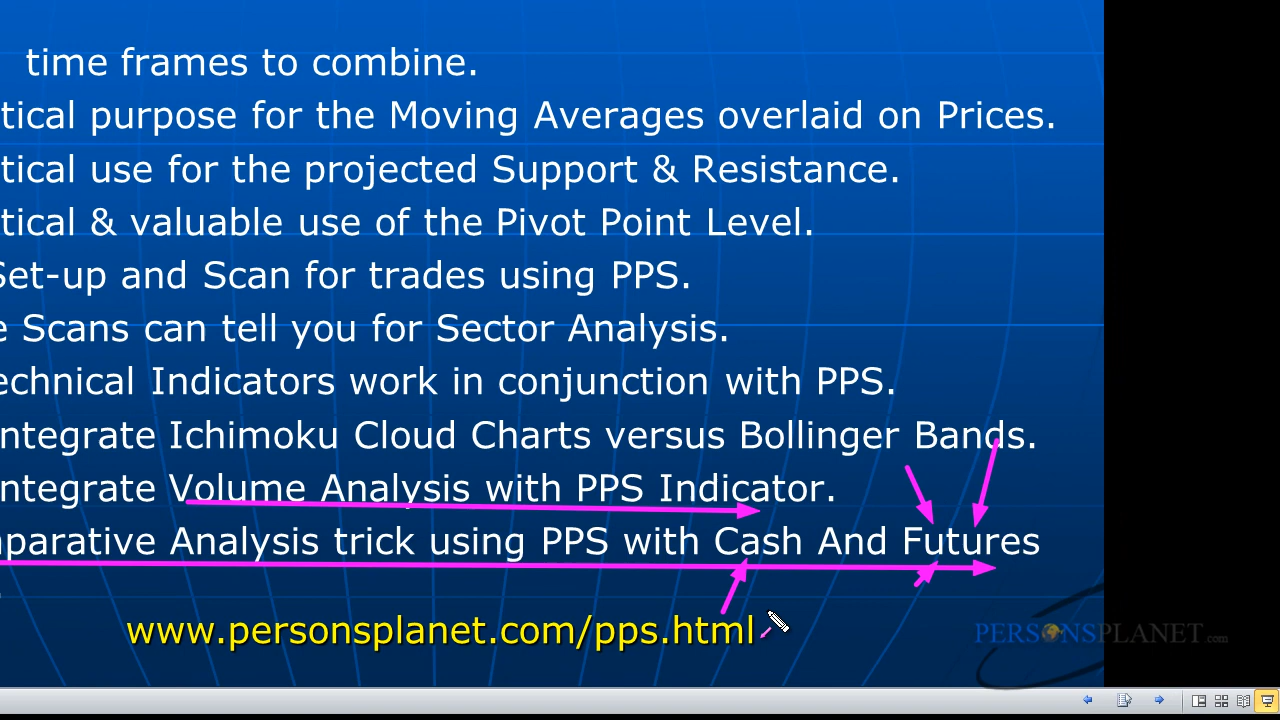 time frames to combine.
tical purpose for the Moving Averages overlaid on Prices.
tical use for the projected Support & Resistance.
tical & valuable use of the Pivot Point Level.
Set-up and Scan for trades using PPS.
e Scans can tell you for Sector Analysis.
echnical Indicators work in conjunction with PPS.
ntegrate Ichimoku Cloud Charts versus Bollinger Bands.
ntegrate Volume Analysis with PPS Indicator.
parative Analysis trick using PPS with Cash And Futures
www.personsplanet.com/pps.html
PERSONSPLANET.com